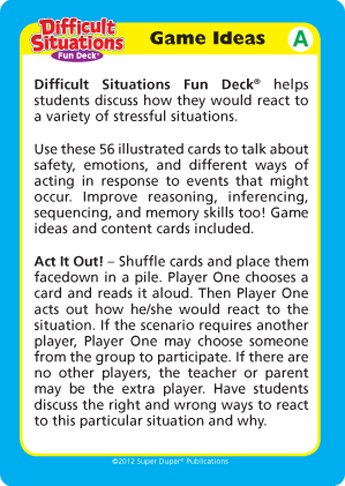 Difficult
Situations
Fun Deck®
Game Ideas
A
Difficult Situations Fun Deck® helps
students discuss how they would react to
a variety of stressful situations.
Use these 56 illustrated cards to talk about
safety, emotions, and different ways of
acting in response to events that might
occur. Improve reasoning, inferencing,
sequencing, and memory skills too! Game
ideas and content cards included.
Act It Out! – Shuffle cards and place them
facedown in a pile. Player One chooses a
card and reads it aloud. Then Player One
acts out how he/she would react to the
situation. If the scenario requires another
player, Player One may choose someone
from the group to participate. If there are
no other players, the teacher or parent
may be the extra player. Have students
discuss the right and wrong ways to react
to this particular situation and why.
©2012 Super Duper® Publications